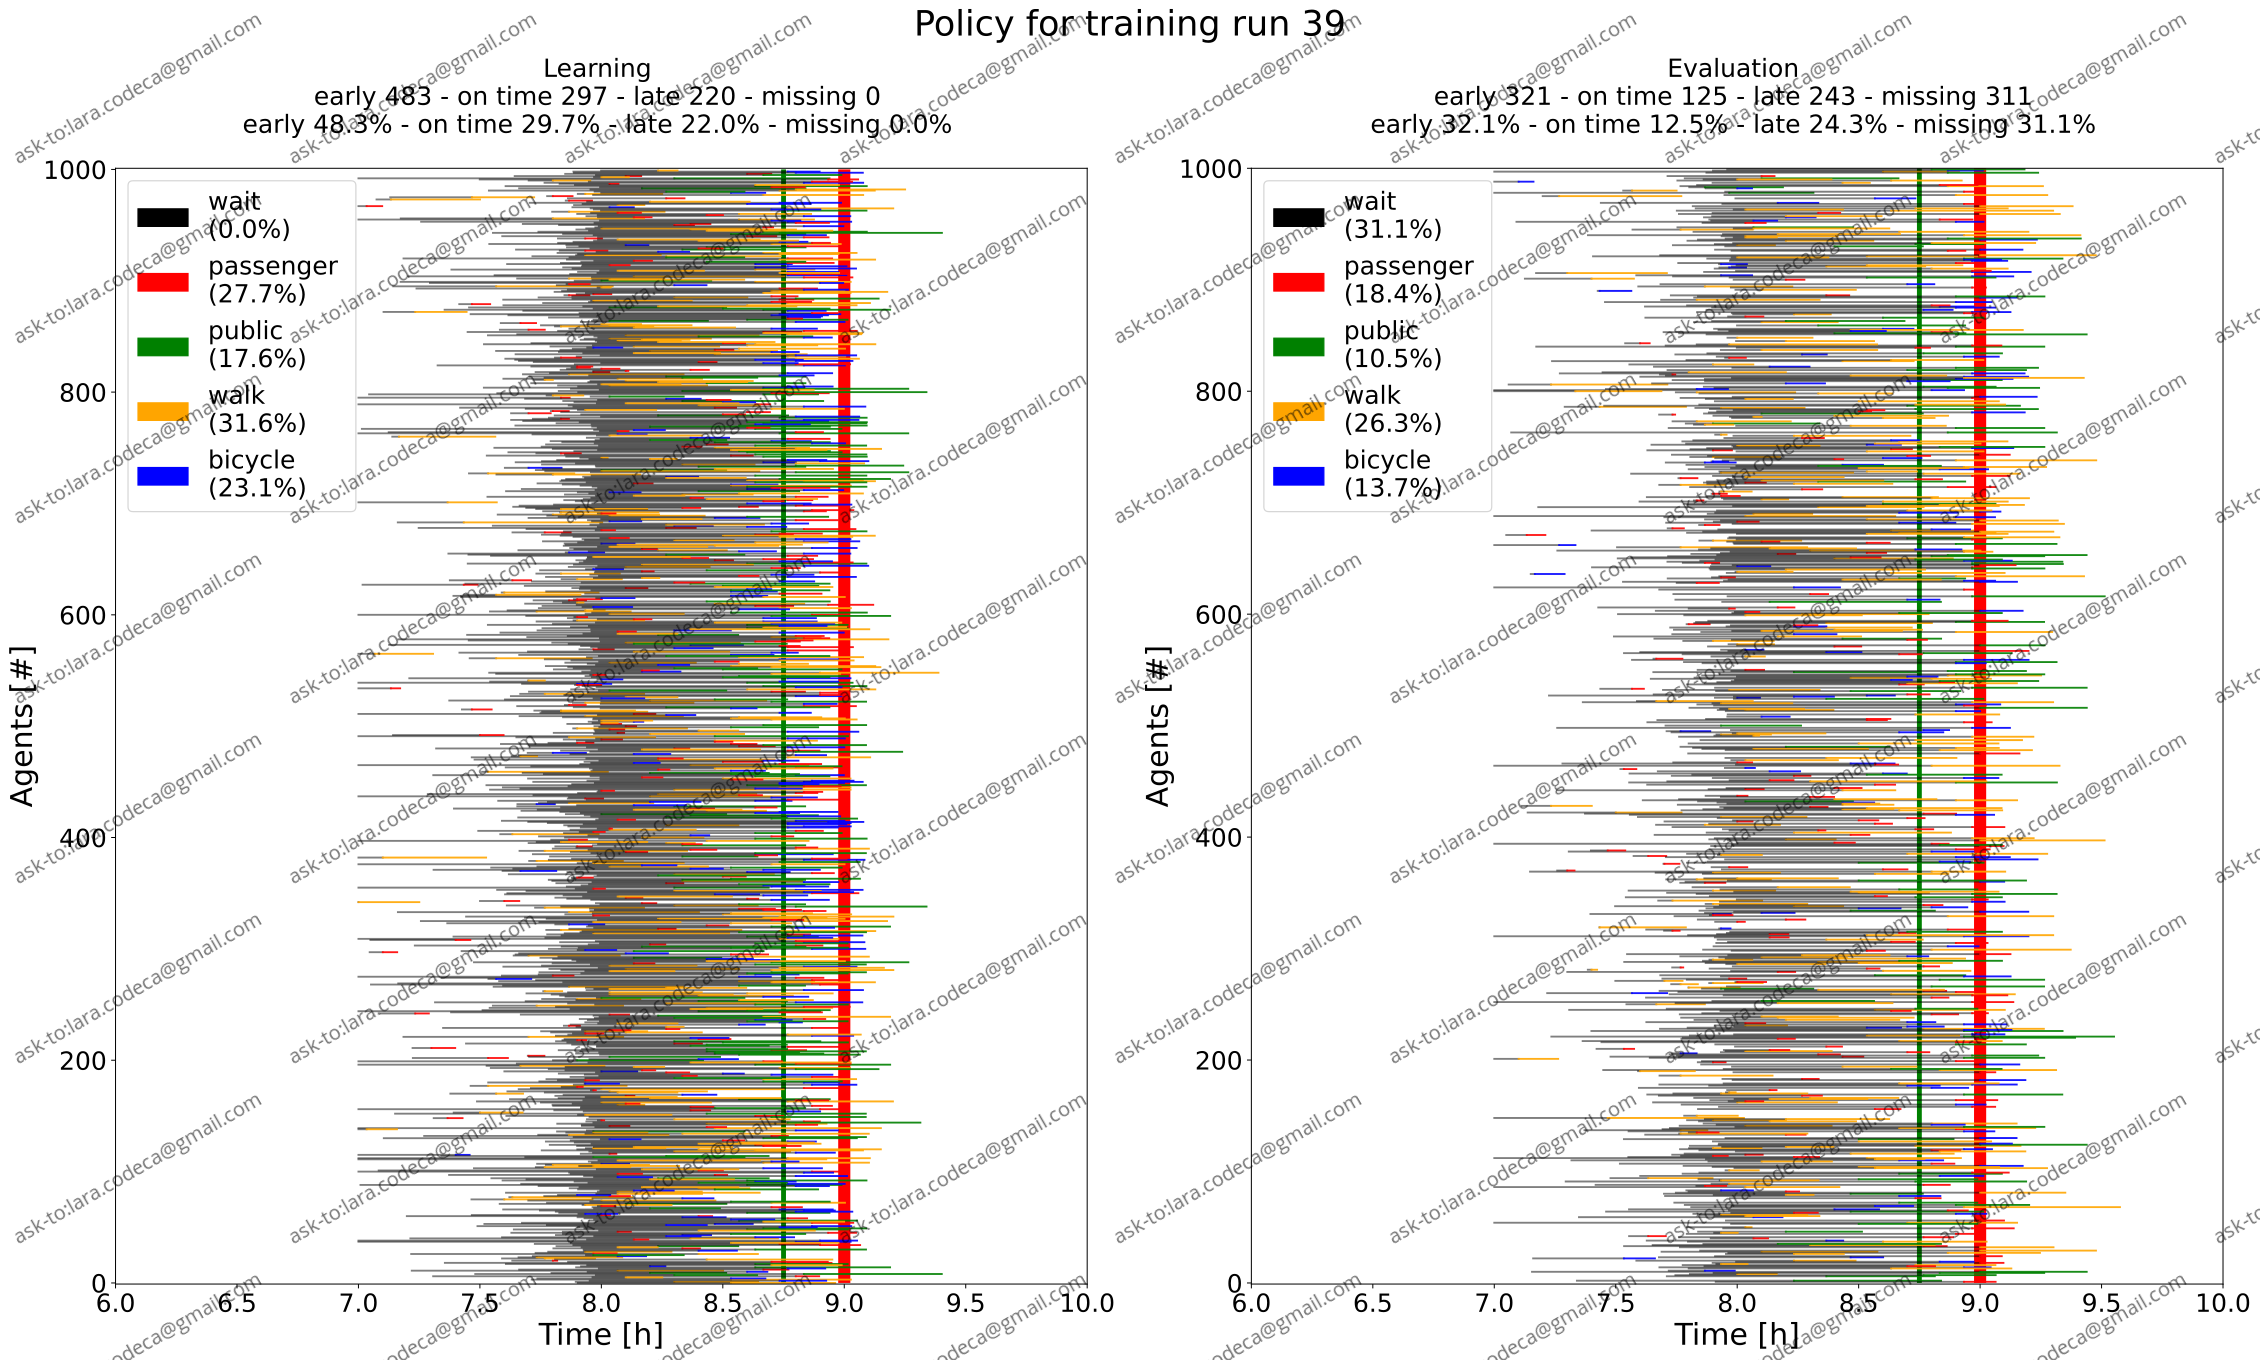 Policy for training run 39
Learning
early 483 - on time 297 - late 220 - missing 0
early 48.3% - on time 29.7% - late 22.0% - missing 0.0%
1000
800
600
400
200
0
Agents [#]
wait
(0.0%)
passenger
(27.7%)
public
(17.6%)
walk
(31.6%)
bicycle
(23.1%)
6.0 6.5 7.0 7.5 8.0 8.5 9.0 9.5 10.0
Time [h]
Evaluation
early 321 - on time 125 - late 243 - missing 311
early 32.1% - on time 12.5% - late 24.3% - missing 31.1%
1000
800
600
400
200
0
Agents [#]
wait
(31.1%)
passenger
(18.4%)
public
(10.5%)
walk
(26.3%)
bicycle
(13.7%)
6.0 6.5 7.0 7.5 8.0 8.5 9.0 9.5 10.0
Time [h]
ask-to:lara.codeca@gmail.com